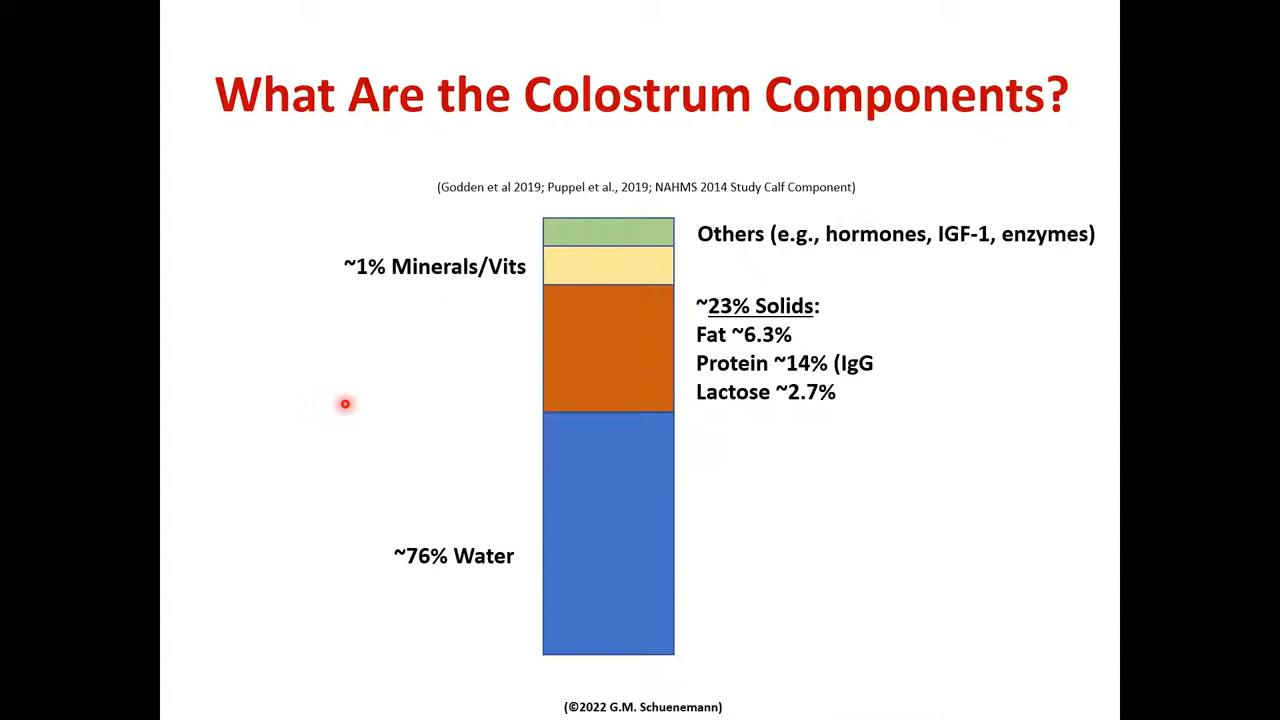 What Are the Colostrum Components?
(Godden et al 2019; Puppel et al., 2019; NAHMS 2014 Study Calf Component)
Others (e.g., hormones, IGF-1, enzymes)
~1% Minerals/Vits
~23% Solids:
Fat ~6.3%
Protein ~14% (IgG
Lactose ~2.7%
~76% Water
(©2022 G.M. Schuenemann)